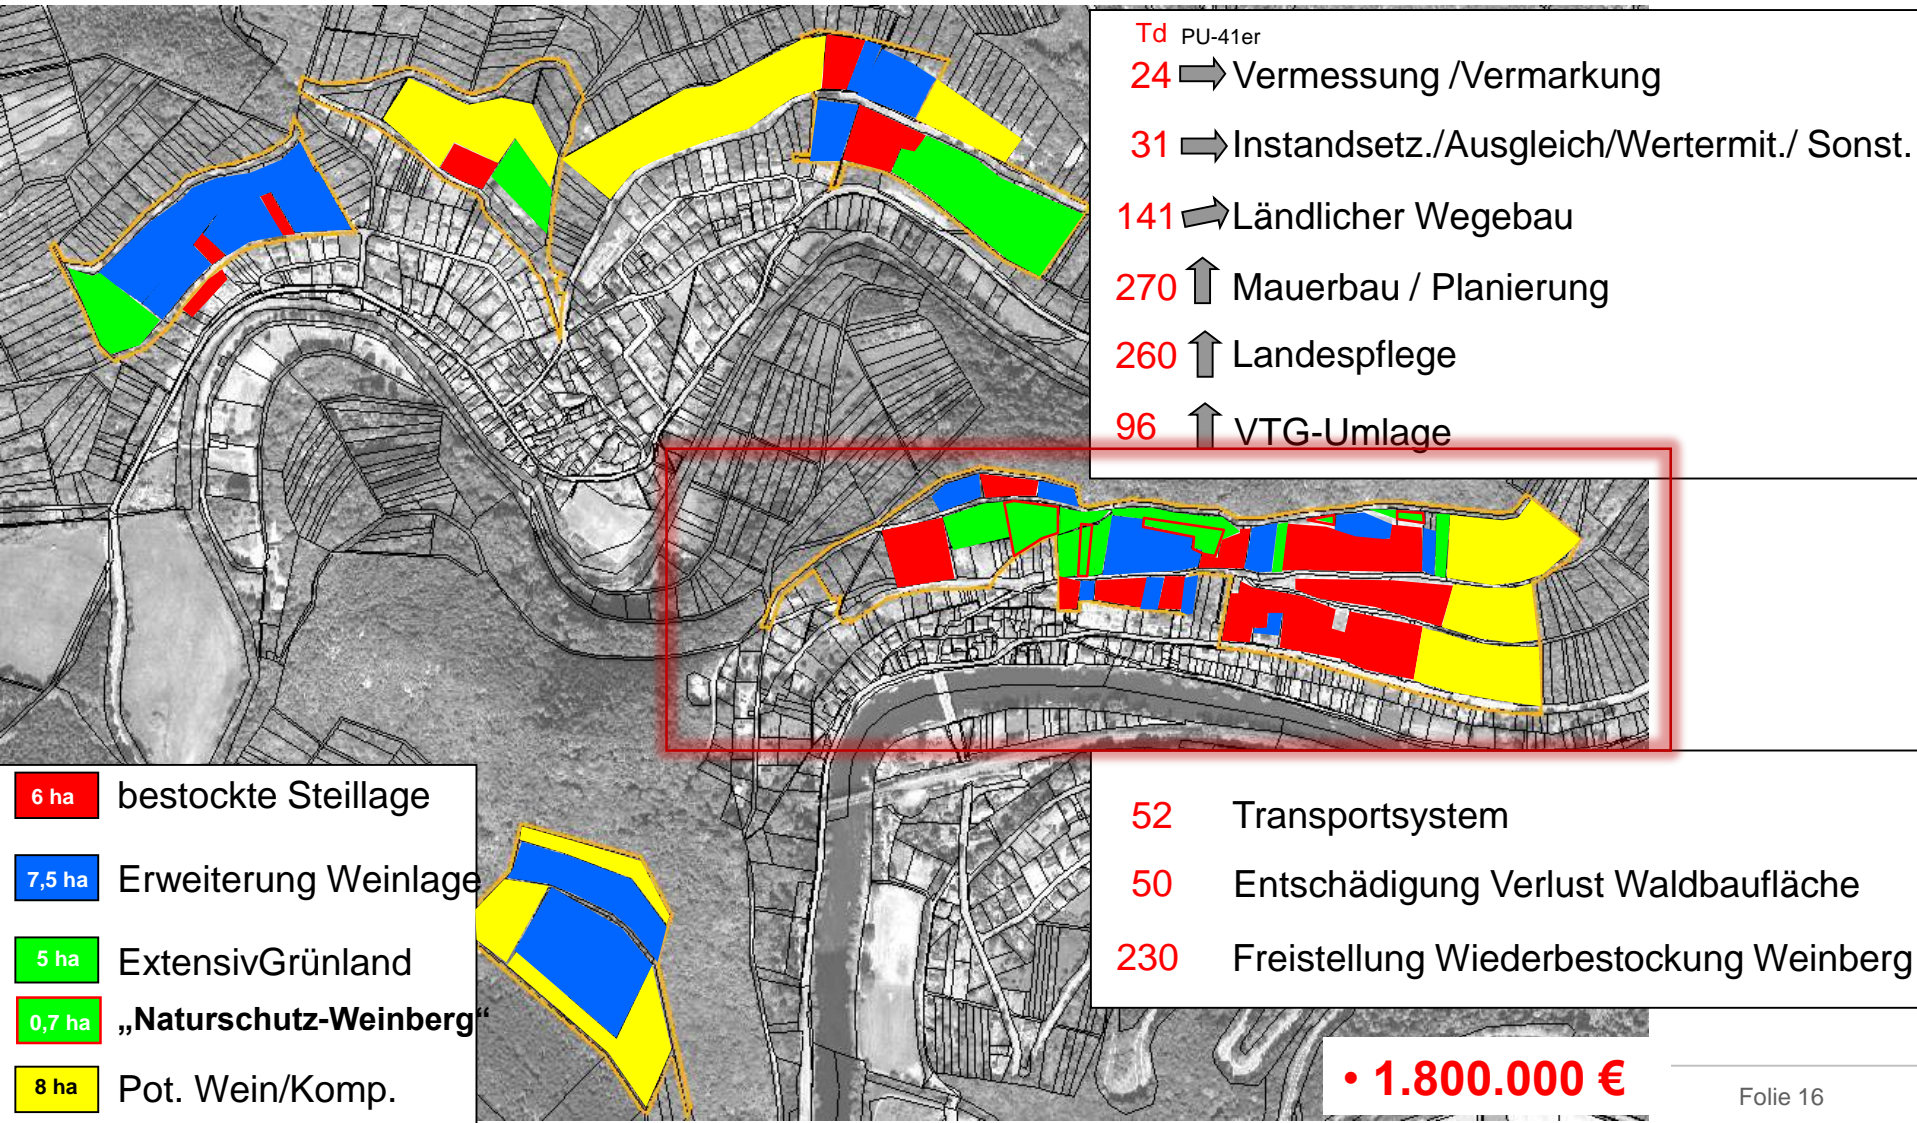 Td PU-41er
24 Vermessung /Vermarkung
31 Instandsetz./Ausgleich/Wertermit./ Sonst.
141 Ländlicher Wegebau
270 Mauerbau / Planierung
260 Landespflege
96 VTG-Umlage
6 ha bestockte Steillage
7,5 ha Erweiterung Weinlage
5 ha ExtensivGrünland
0,7 ha „Naturschutz-Weinberg“
8 ha Pot. Wein/Komp.
52 Transportsystem
50 Entschädigung Verlust Waldbaufläche
230 Freistellung Wiederbestockung Weinberg
• 1.800.000 €
Folie 16